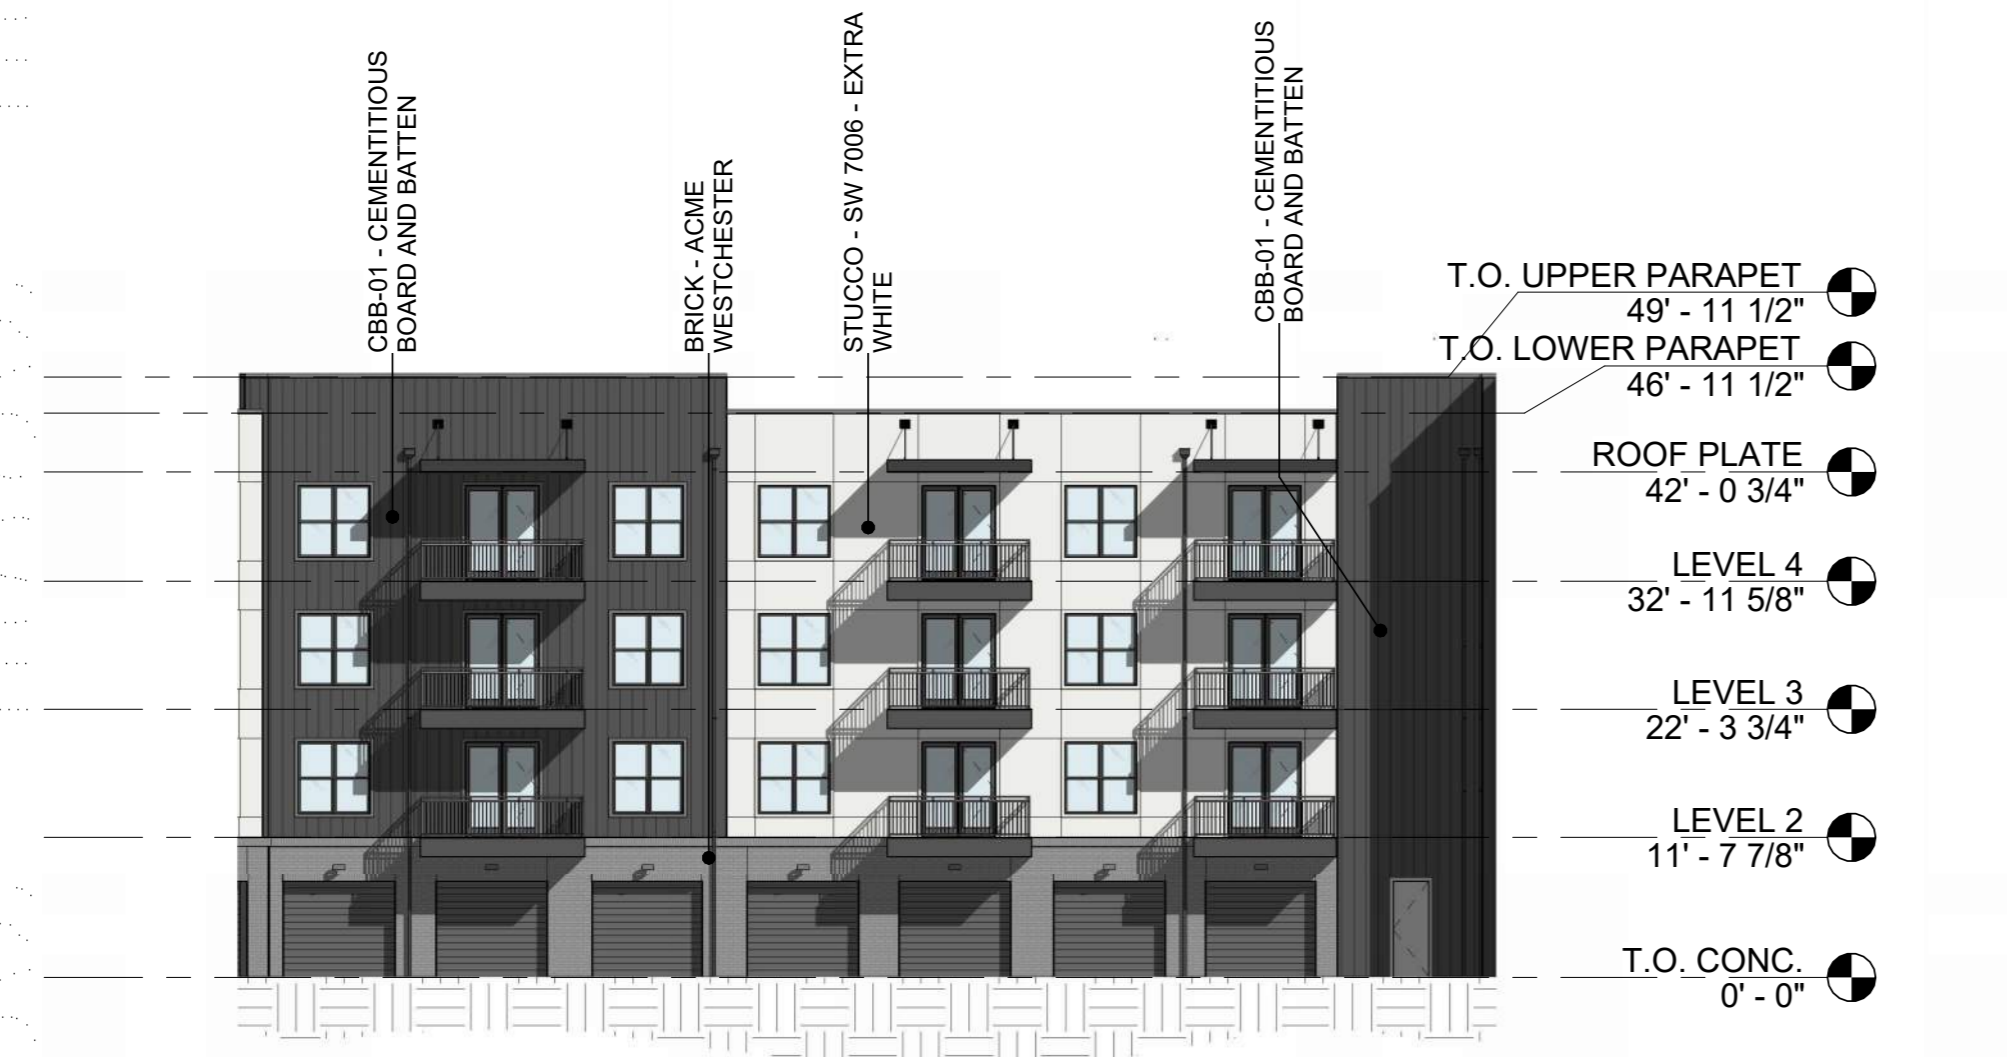 CBB-01 - CEMENTITIOUS
BOARD AND BATTEN
BRICK - ACME
WESTCHESTER
STUCCO - SW 7006 - EXTRA
WHITE
CBB-01 - CEMENTITIOUS
BOARD AND BATTEN
T.O. UPPER PARAPET
49' - 11 1/2"
T.O. LOWER PARAPET
46' - 11 1/2"
ROOF PLATE
42' - 0 3/4"
LEVEL 4
32' - 11 5/8"
LEVEL 3
22' - 3 3/4"
LEVEL 2
11' - 7 7/8"
T.O. CONC.
0' - 0"